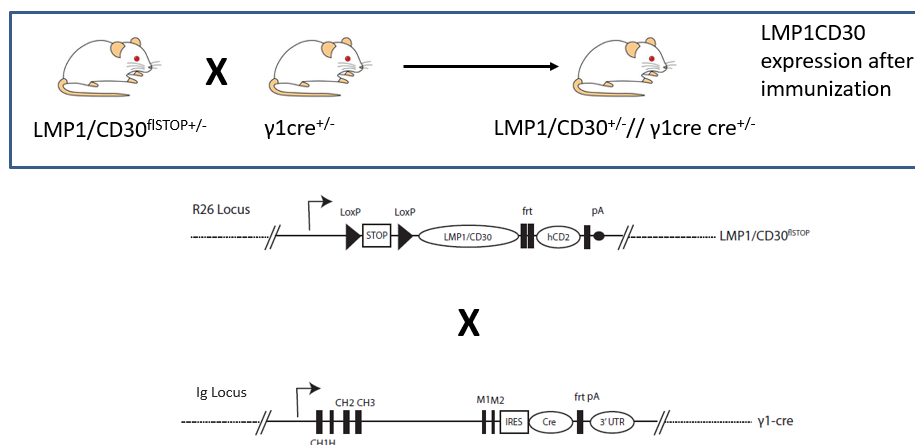 LMP1CD30
expression after
immunization
X
LMP1/CD30flSTOP+/-
γ1cre+/-
LMP1/CD30+/-// γ1cre cre+/-
R26 Locus
LoxP
LoxP
frt
pA
STOP
LMP1/CD30
hCD2
LMP1/CD30flSTOP
X
Ig Locus
CH2 CH3
M1M2
frt pA
IRES
Cre
3' UTR
γ1-cre
CH1H